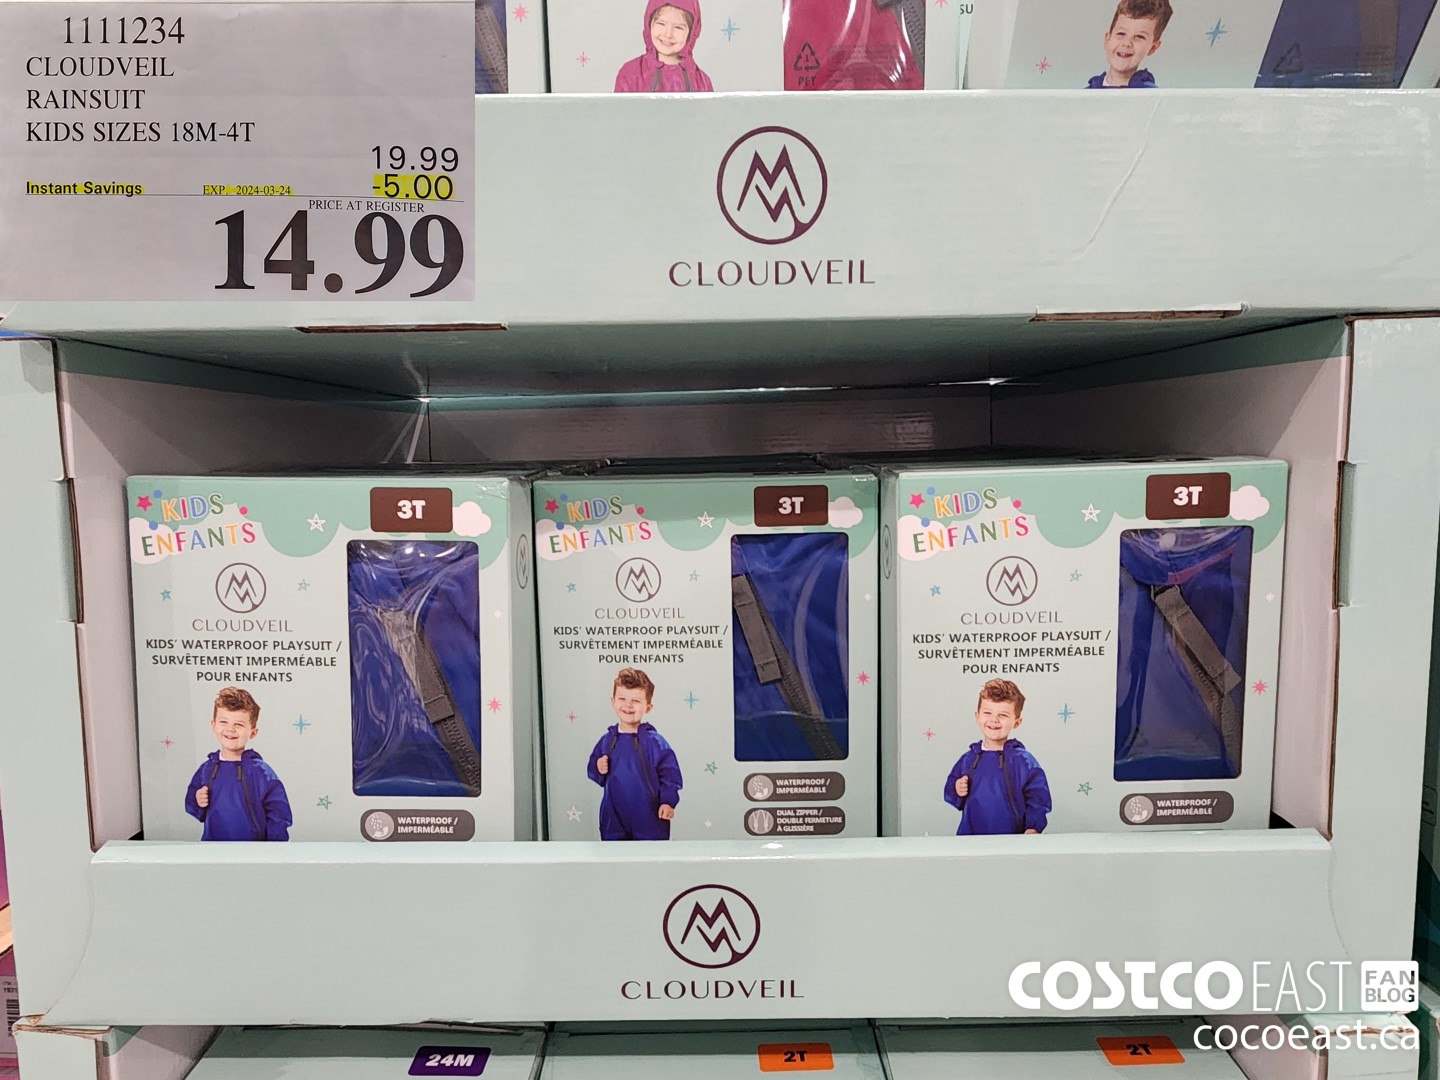 1111234
CLOUDVEIL
RAINSUIT
KIDS SIZES 18M-4T
19.99
Instant Savings EXP. 2024-03-24 -5.00
PRICE AT REGISTER
14.99
PET
SU
CLOUDVEIL
KIDS
ENFANTS
3T
CLOUDVEIL
KIDS' WATERPROOF PLAYSUIT /
SURVÊTEMENT IMPERMÉABLE
POUR ENFANTS
WATERPROOF /
IMPERMÉABLE
KIDS
ENFANTS
3T
CLOUDVEIL
KIDS' WATERPROOF PLAYSUIT /
SURVÊTEMENT IMPERMÉABLE
POUR ENFANTS
WATERPROOF /
IMPERMÉABLE
DUAL ZIPPER /
DOUBLE FERMETURE
À GLISSIÈRE
KIDS
ENFANTS
3T
CLOUDVEIL
KIDS' WATERPROOF PLAYSUIT /
SURVÊTEMENT IMPERMÉABLE
POUR ENFANTS
WATERPROOF /
IMPERMÉABLE
CLOUDVEIL
24M
2T
2T
COSTCO EAST FAN BLOG
cocoeast.ca